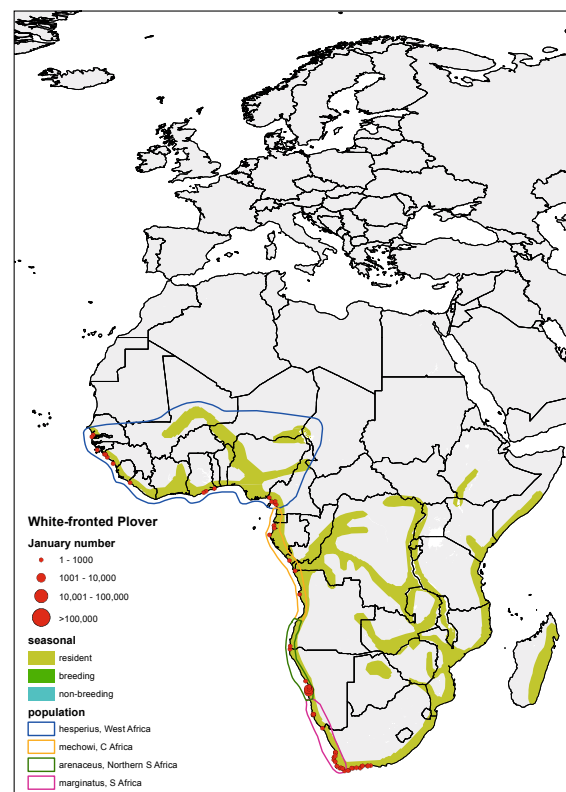 White-fronted Plover
January number
1 - 1000
1001 - 10,000
10,001 - 100,000
>100,000
seasonal
resident
breeding
non-breeding
population
hesperius, West Africa
mechowi, C Africa
arenaceus, Northern S Africa
marginatus, S Africa